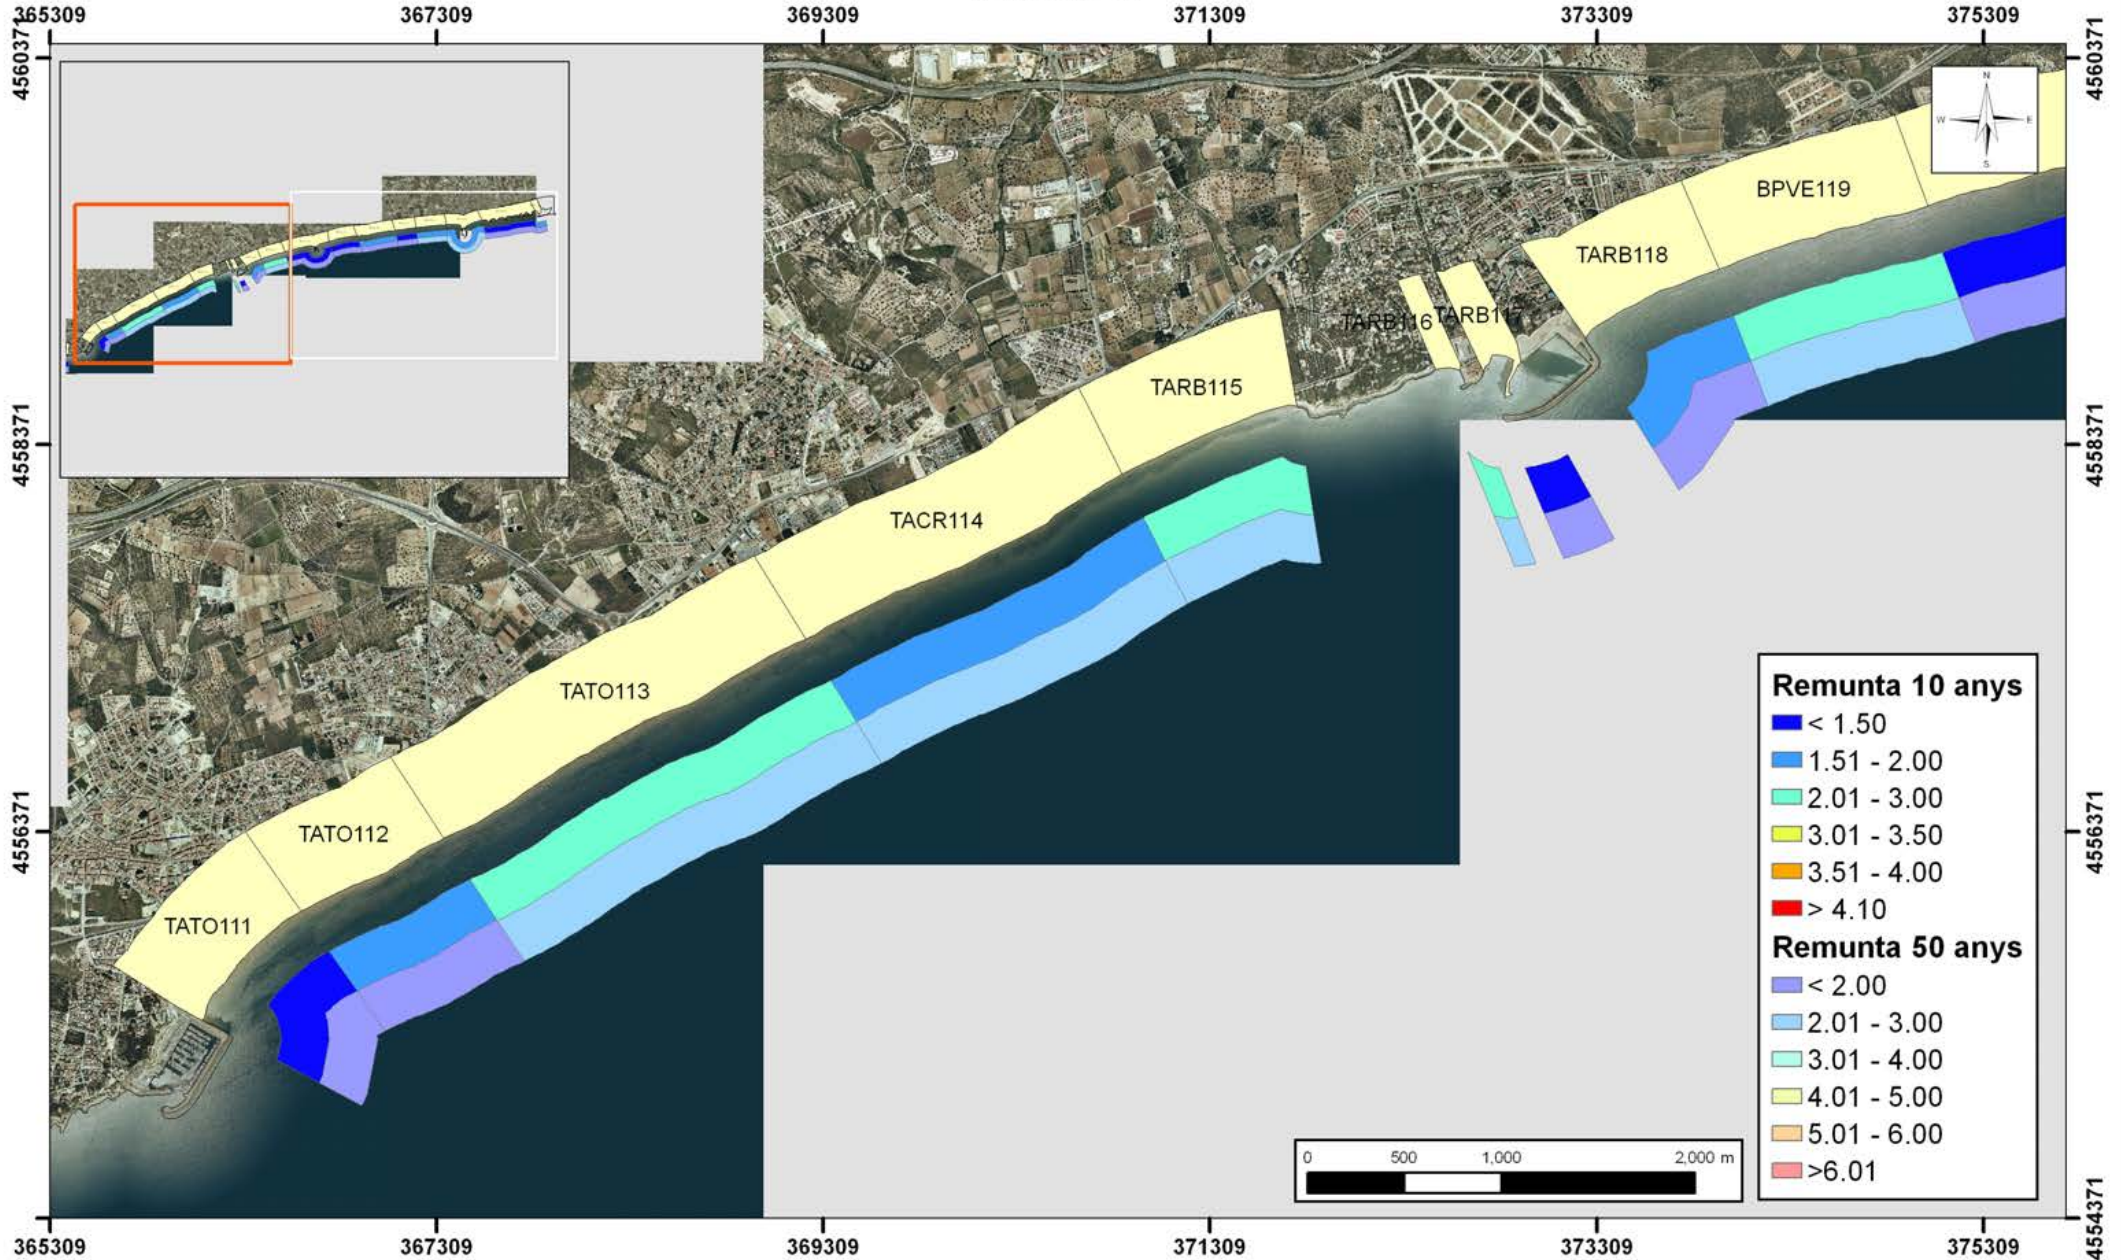 365309
367309
369309
371309
373309
375309
4560371
4560371
N
W
E
S
BPVE119
TARB118
TARB116
TARB117
TARB115
4558371
4558371
TACR114
TATO113
TATO112
TATO111
4556371
4556371
Remunta 10 anys
< 1.50
1.51 - 2.00
2.01 - 3.00
3.01 - 3.50
3.51 - 4.00
> 4.10
Remunta 50 anys
< 2.00
2.01 - 3.00
3.01 - 4.00
4.01 - 5.00
5.01 - 6.00
>6.01
0
500
1,000
2,000 m
4554371
365309
367309
369309
371309
373309
375309